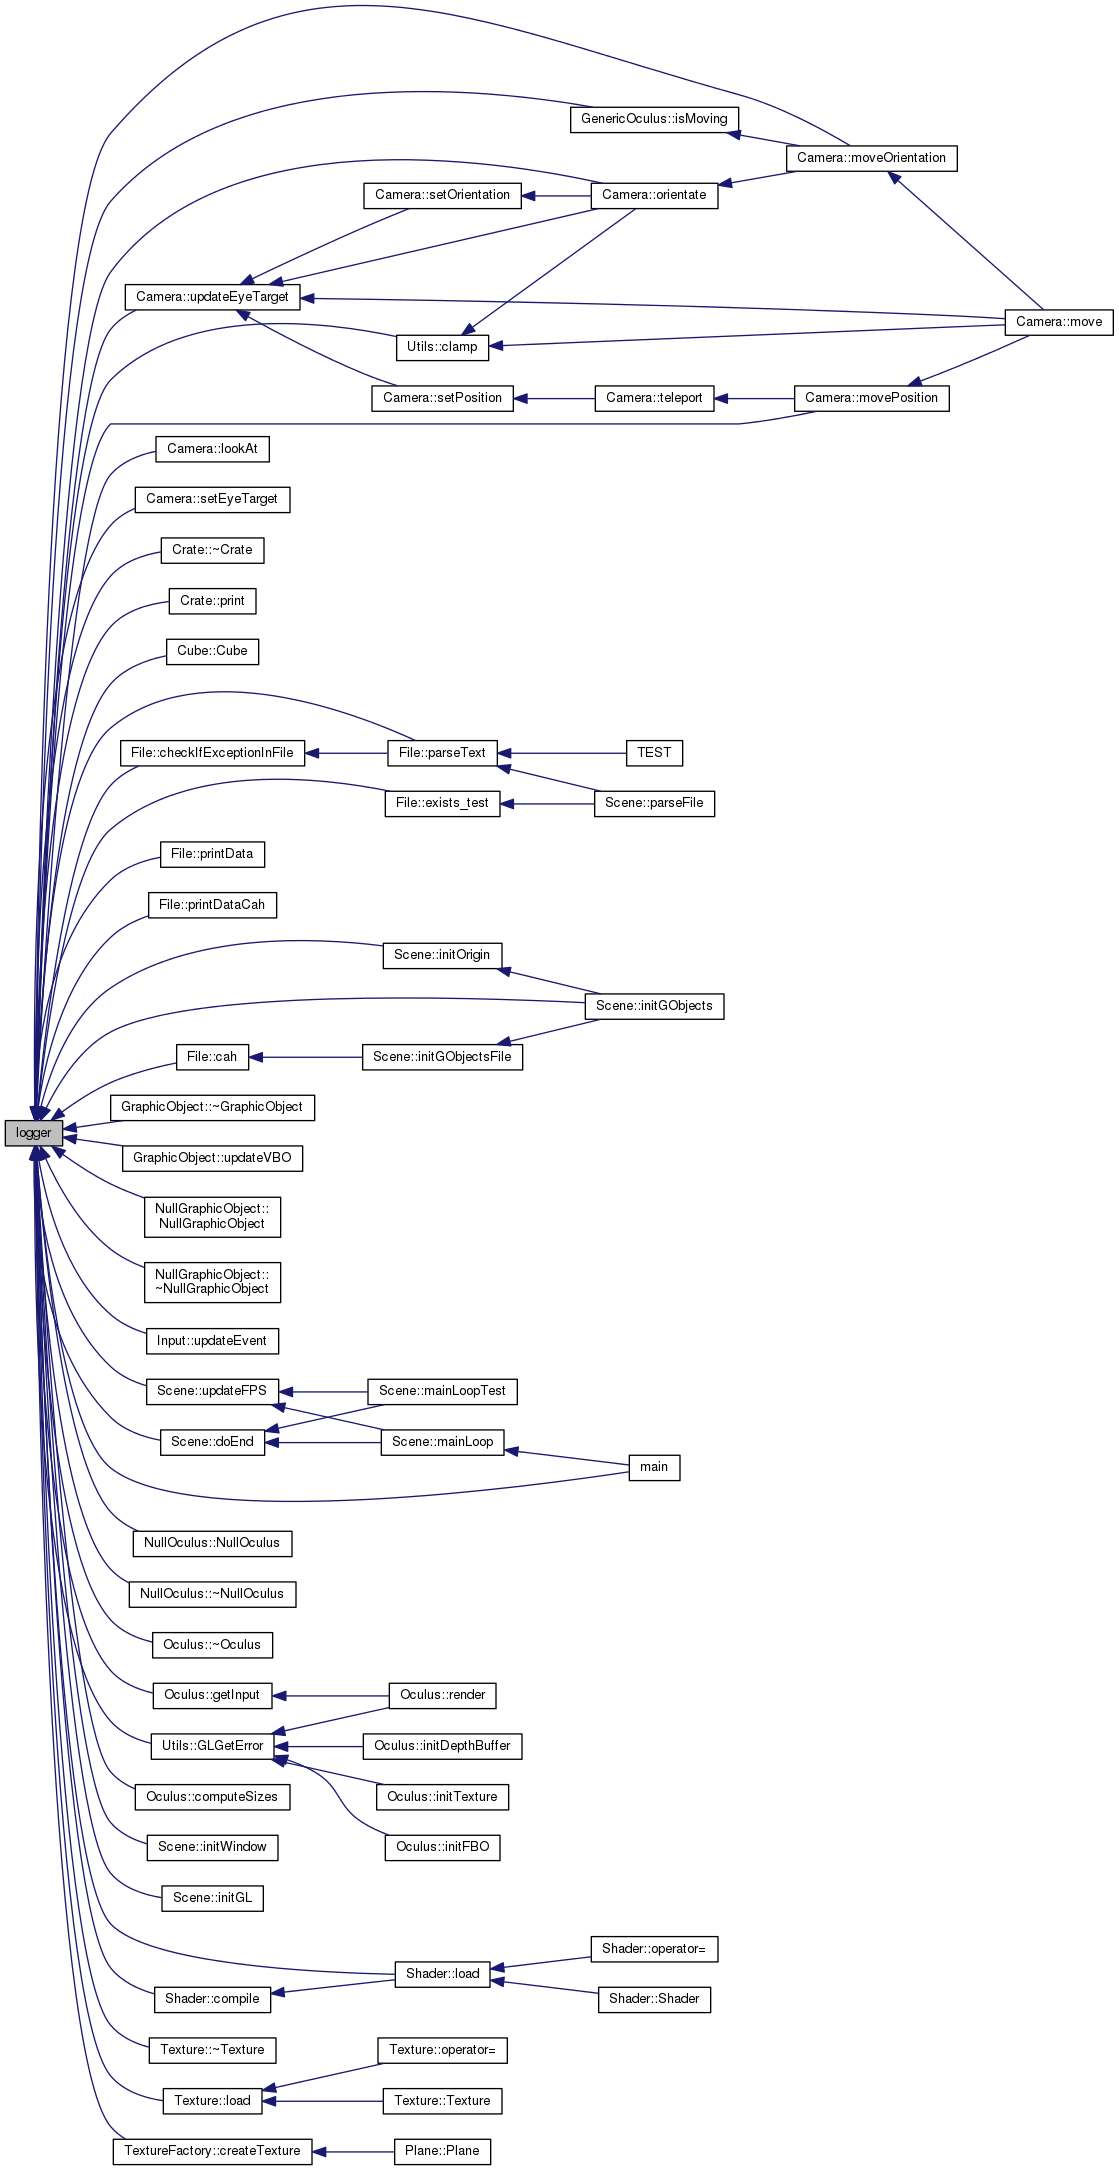 GenericOculus::isMoving
Camera::moveOrientation
Camera::setOrientation
Camera::orientate
Camera::updateEyeTarget
Camera::move
Utils::clamp
Camera::setPosition
Camera::teleport
Camera::movePosition
Camera::lookAt
Camera::setEyeTarget
Crate::~Crate
Crate::print
Cube::Cube
File::checkIfExceptionInFile
File::parseText
TEST
File::exists_test
Scene::parseFile
File::printData
File::printDataCah
Scene::initOrigin
Scene::initGObjects
File::cah
Scene::initGObjectsFile
GraphicObject::~GraphicObject
logger
GraphicObject::updateVBO
NullGraphicObject::
NullGraphicObject
NullGraphicObject::
~NullGraphicObject
Input::updateEvent
Scene::updateFPS
Scene::mainLoopTest
Scene::doEnd
Scene::mainLoop
main
NullOculus::NullOculus
NullOculus::~NullOculus
Oculus::~Oculus
Oculus::getInput
Oculus::render
Utils::GLGetError
Oculus::initDepthBuffer
Oculus::computeSizes
Oculus::initTexture
Scene::initWindow
Oculus::initFBO
Scene::initGL
Shader::operator=
Shader::load
Shader::compile
Shader::Shader
Texture::~Texture
Texture::operator=
Texture::load
Texture::Texture
TextureFactory::createTexture
Plane::Plane